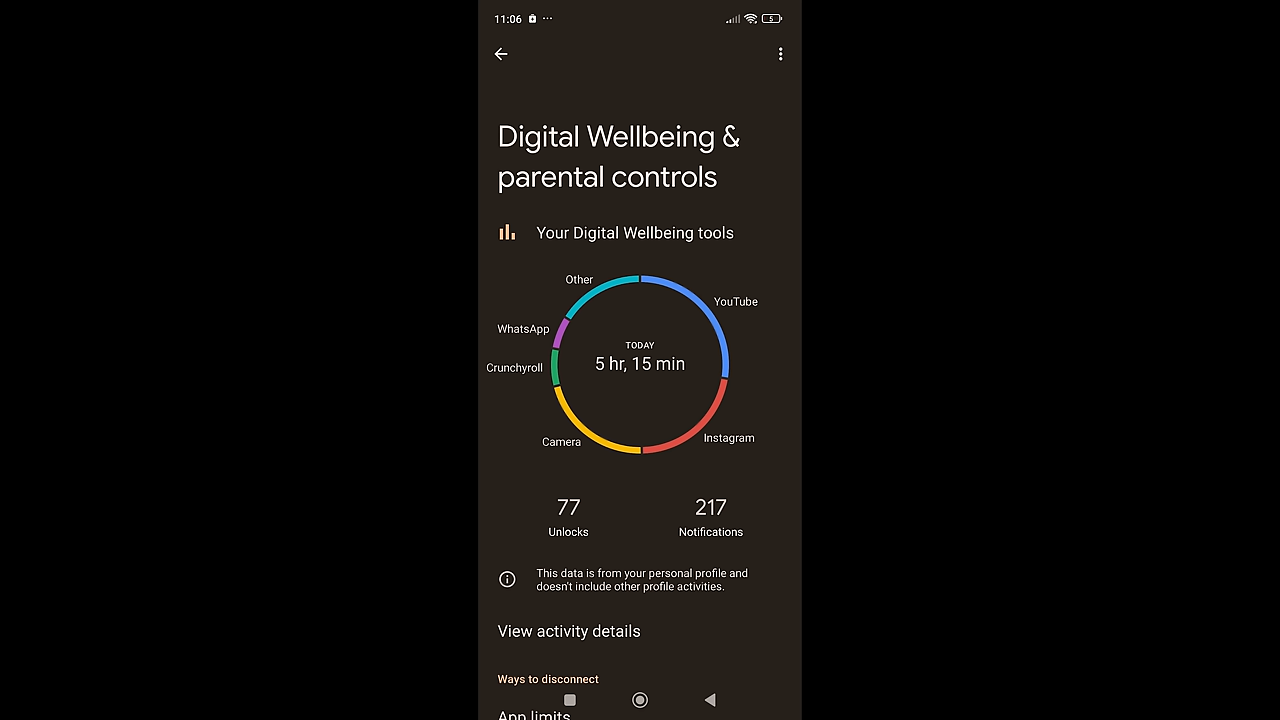 11:06
5
Digital Wellbeing &
parental controls
Your Digital Wellbeing tools
Other
YouTube
WhatsApp
TODAY
5 hr, 15 min
Crunchyroll
Instagram
Camera
77
217
Unlocks
Notifications
This data is from your personal profile and
doesn't include other profile activities.
View activity details
Ways to disconnect
App limits